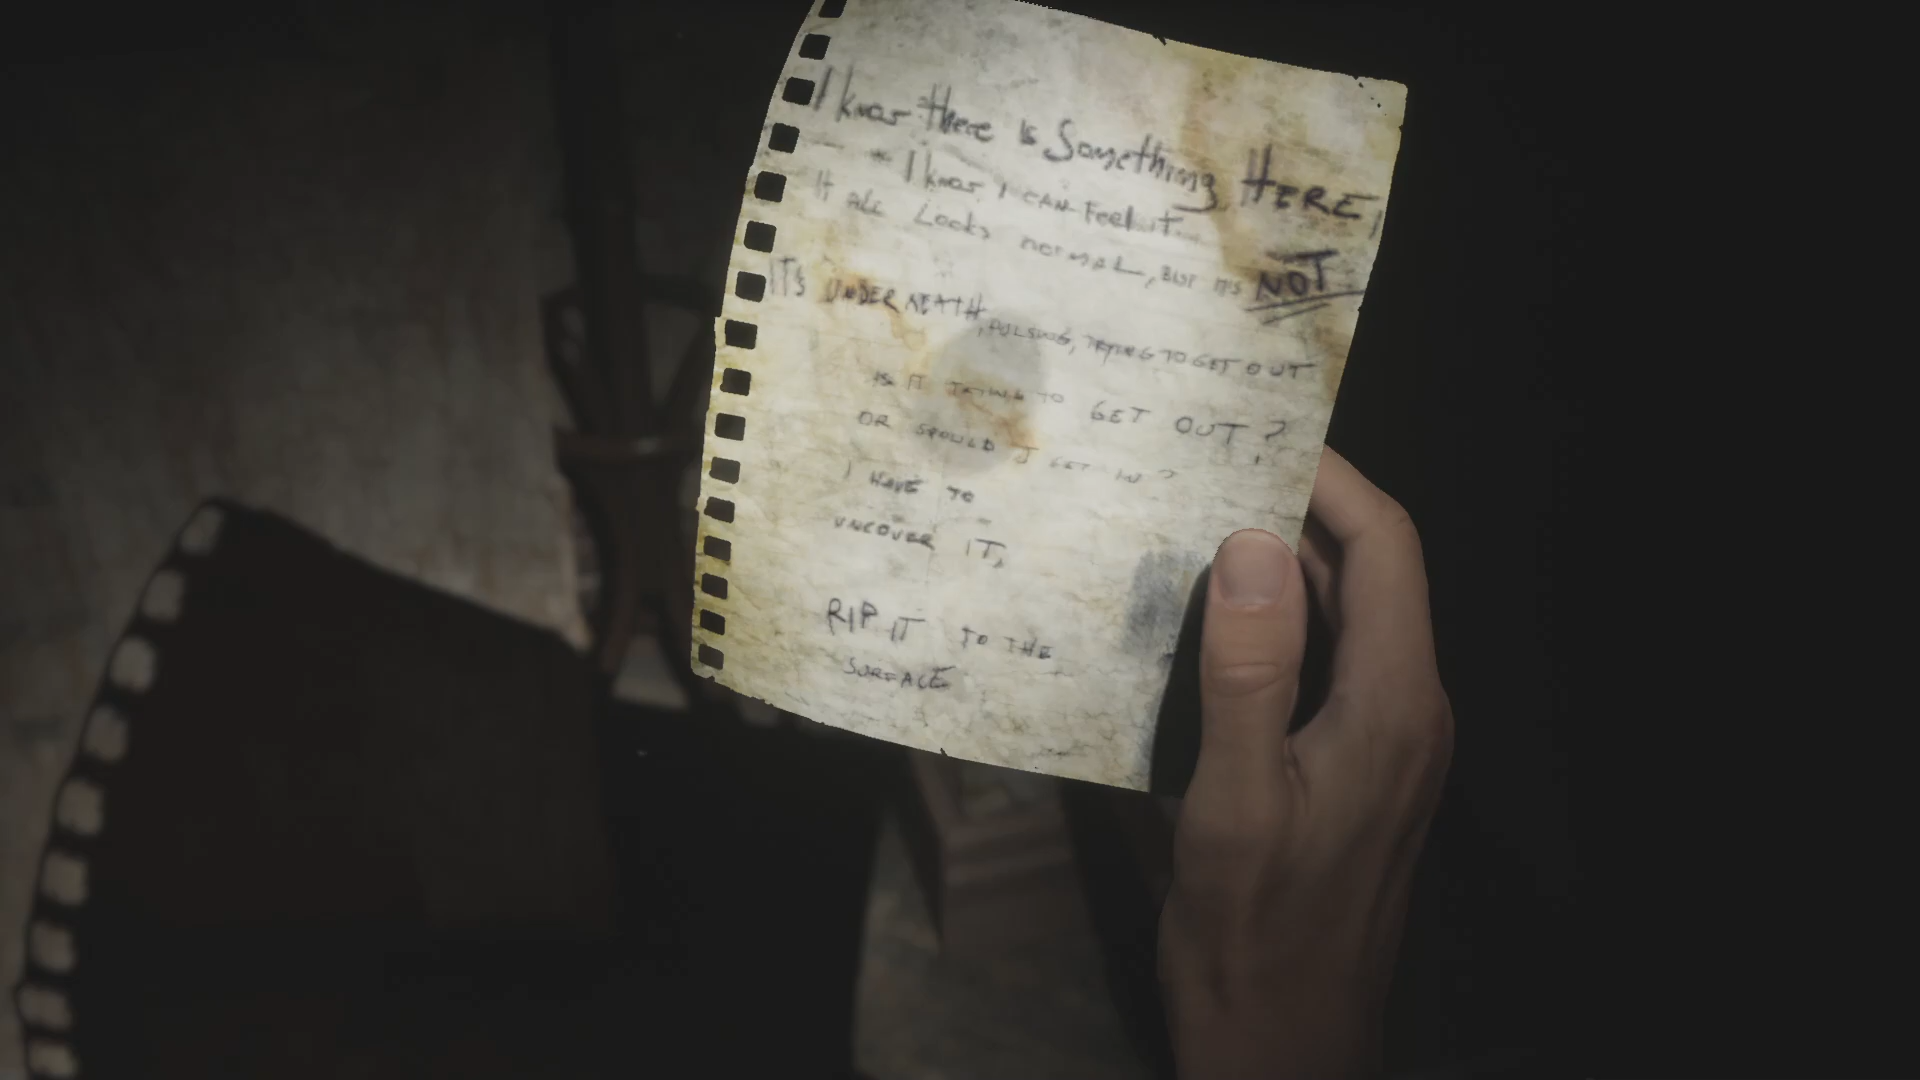 I know there is Something HERE,
I know I CAN Feel it...
It ALL Looks normAL, BUT IT'S NOT
IT'S UNDERNEATH, PULSING, TRYING TO GET OUT
IS IT TRYING TO GET OUT?
OR SHOULD I GET IN?
I HAVE TO
UNCOVER IT,
RIP IT TO THE
SURFACE